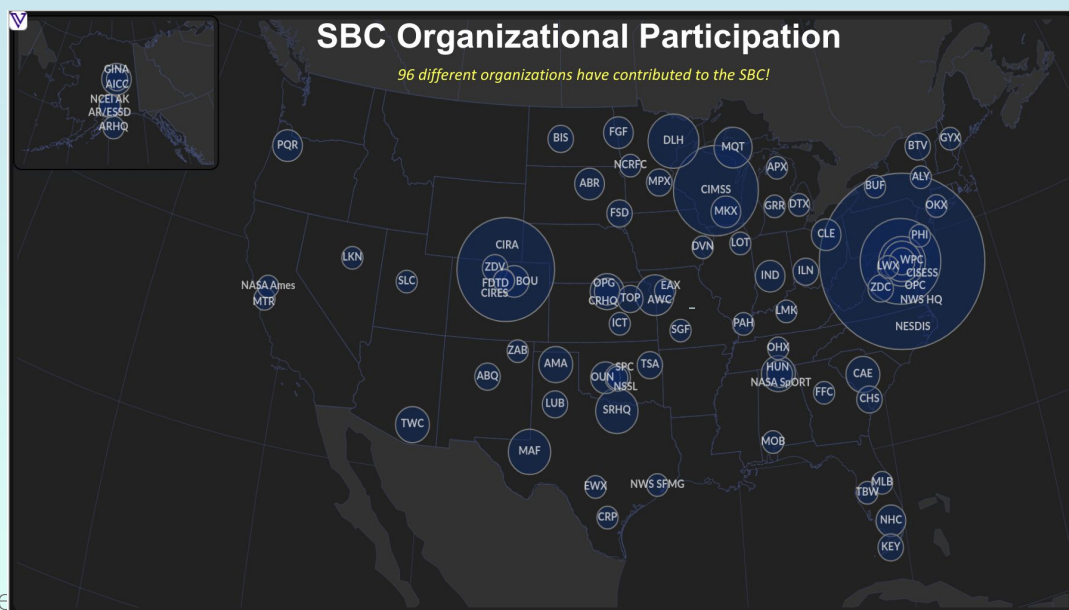 SBC Organizational Participation
96 different organizations have contributed to the SBC!
GINA
AICC
NCEI AK
AR/ESSD
ARHQ
PQR
BIS
FGF
DLH
MQT
BTV
GYX
NCRFC
APX
ABR
MPX
CIMSS
BUF
ALY
FSD
MKX
GRR
DTX
OKX
CIRA
DVN
LOT
CLE
PHI
LKN
ZDV
WPC
LWX
CISESS
NASA Ames
SLC
FDTD
BOU
OPG
EAX
IND
ILN
ZDC
OPC
MTR
CIRES
CRHQ
TOP
AWC
NWS HQ
ICT
SGF
PAH
LMK
NESDIS
ZAB
AMA
SPC
TSA
OHX
ABQ
OUN
NSSL
HUN
NASA SpORT
CAE
LUB
SRHQ
FFC
CHS
TWC
MAF
MOB
EWX
NWS SFMG
MLB
TBW
CRP
NHC
KEY